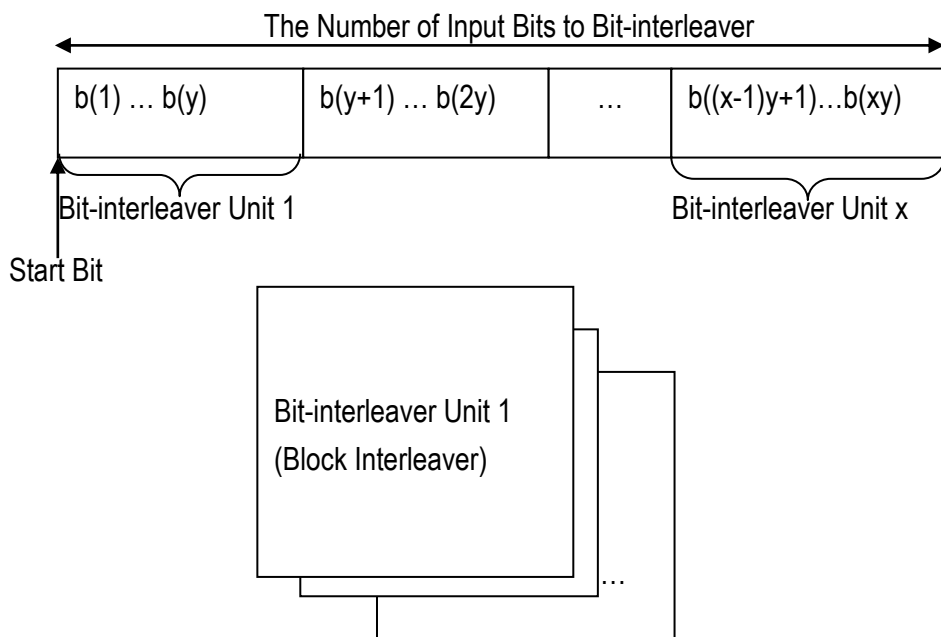 The Number of Input Bits to Bit-interleaver
b(1) … b(y) b(y+1) … b(2y) … b((x-1)y+1)…b(xy)
Bit-interleaver Unit 1 Bit-interleaver Unit x
Start Bit
Bit-interleaver Unit 1
(Block Interleaver)
…